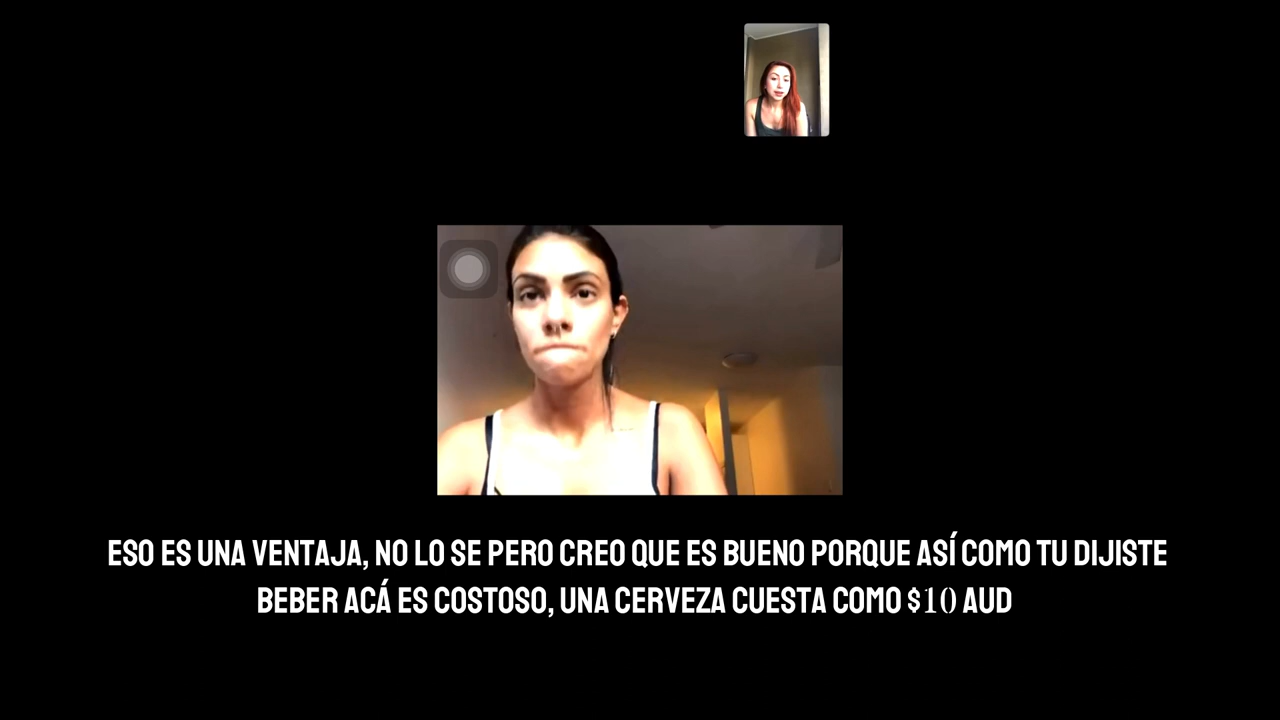 ESO ES UNA VENTAJA, NO LO SE PERO CREO QUE ES BUENO PORQUE ASÍ COMO TU DIJISTE
BEBER ACÁ ES COSTOSO, UNA CERVEZA CUESTA COMO $10 AUD